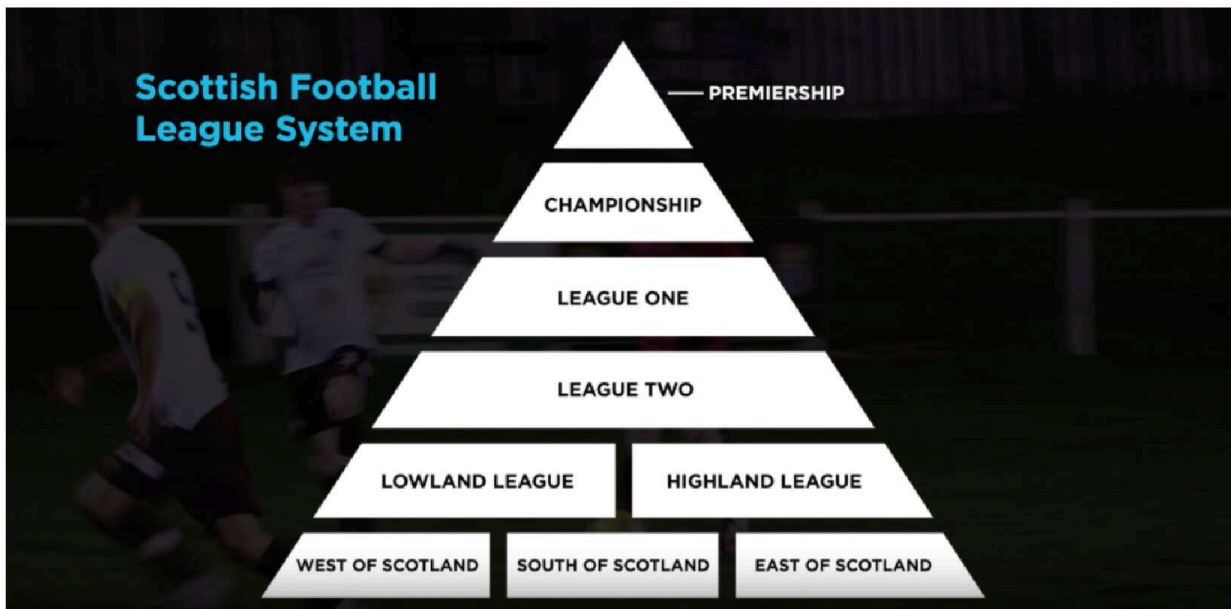 Scottish Football
League System
PREMIERSHIP
CHAMPIONSHIP
LEAGUE ONE
LEAGUE TWO
LOWLAND LEAGUE
HIGHLAND LEAGUE
WEST OF SCOTLAND
SOUTH OF SCOTLAND
EAST OF SCOTLAND